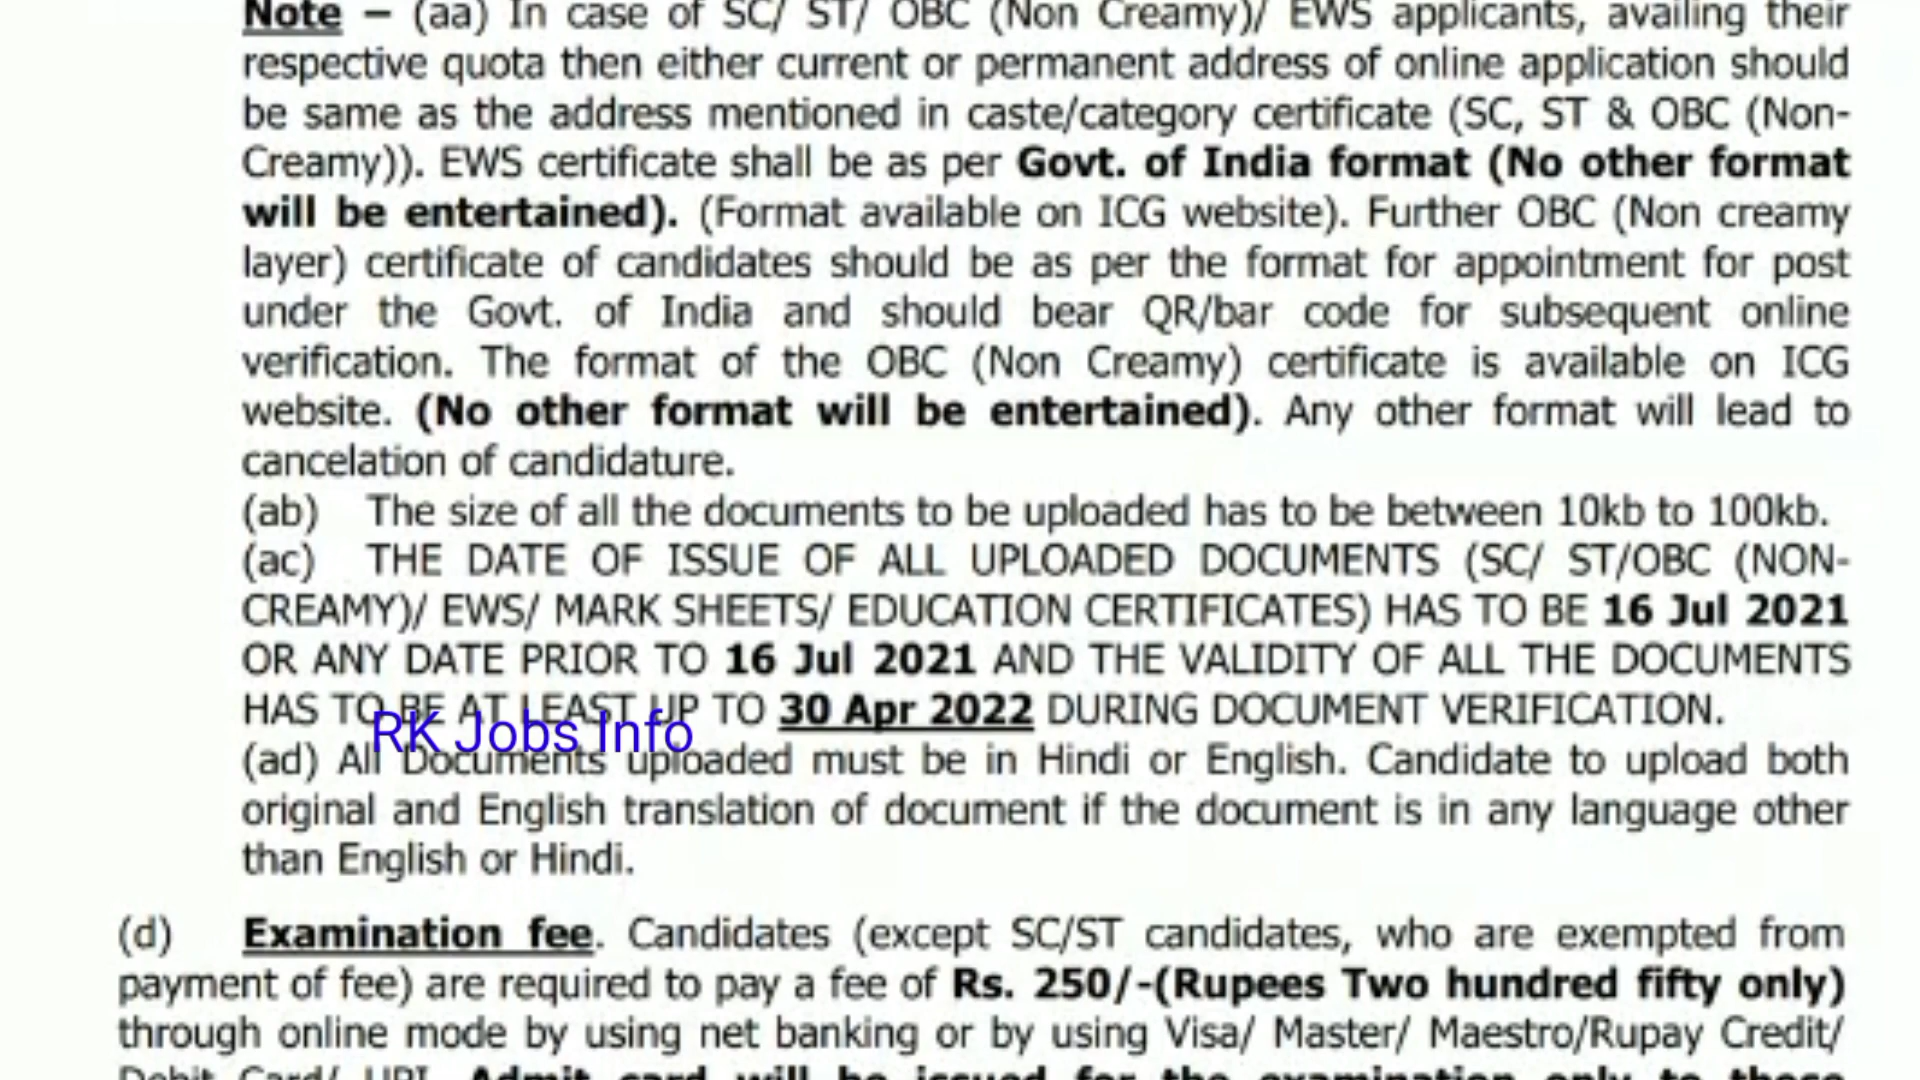 Note – (aa) In case of SC/ ST/ OBC (Non Creamy)/ EWS applicants, availing their
respective quota then either current or permanent address of online application should
be same as the address mentioned in caste/category certificate (SC, ST & OBC (Non-
Creamy)). EWS certificate shall be as per Govt. of India format (No other format
will be entertained). (Format available on ICG website). Further OBC (Non creamy
layer) certificate of candidates should be as per the format for appointment for post
under the Govt. of India and should bear QR/bar code for subsequent online
verification. The format of the OBC (Non Creamy) certificate is available on ICG
website. (No other format will be entertained). Any other format will lead to
cancelation of candidature.
(ab) The size of all the documents to be uploaded has to be between 10kb to 100kb.
(ac) THE DATE OF ISSUE OF ALL UPLOADED DOCUMENTS (SC/ ST/OBC (NON-
CREAMY)/ EWS/ MARK SHEETS/ EDUCATION CERTIFICATES) HAS TO BE 16 Jul 2021
OR ANY DATE PRIOR TO 16 Jul 2021 AND THE VALIDITY OF ALL THE DOCUMENTS
HAS TO BE AT LEAST UP TO 30 Apr 2022 DURING DOCUMENT VERIFICATION.
RK Jobs Info
(ad) All Documents uploaded must be in Hindi or English. Candidate to upload both
original and English translation of document if the document is in any language other
than English or Hindi.
(d) Examination fee. Candidates (except SC/ST candidates, who are exempted from
payment of fee) are required to pay a fee of Rs. 250/-(Rupees Two hundred fifty only)
through online mode by using net banking or by using Visa/ Master/ Maestro/Rupay Credit/
Debit Card/ UPI. Admit card will be issued for the examination only to those